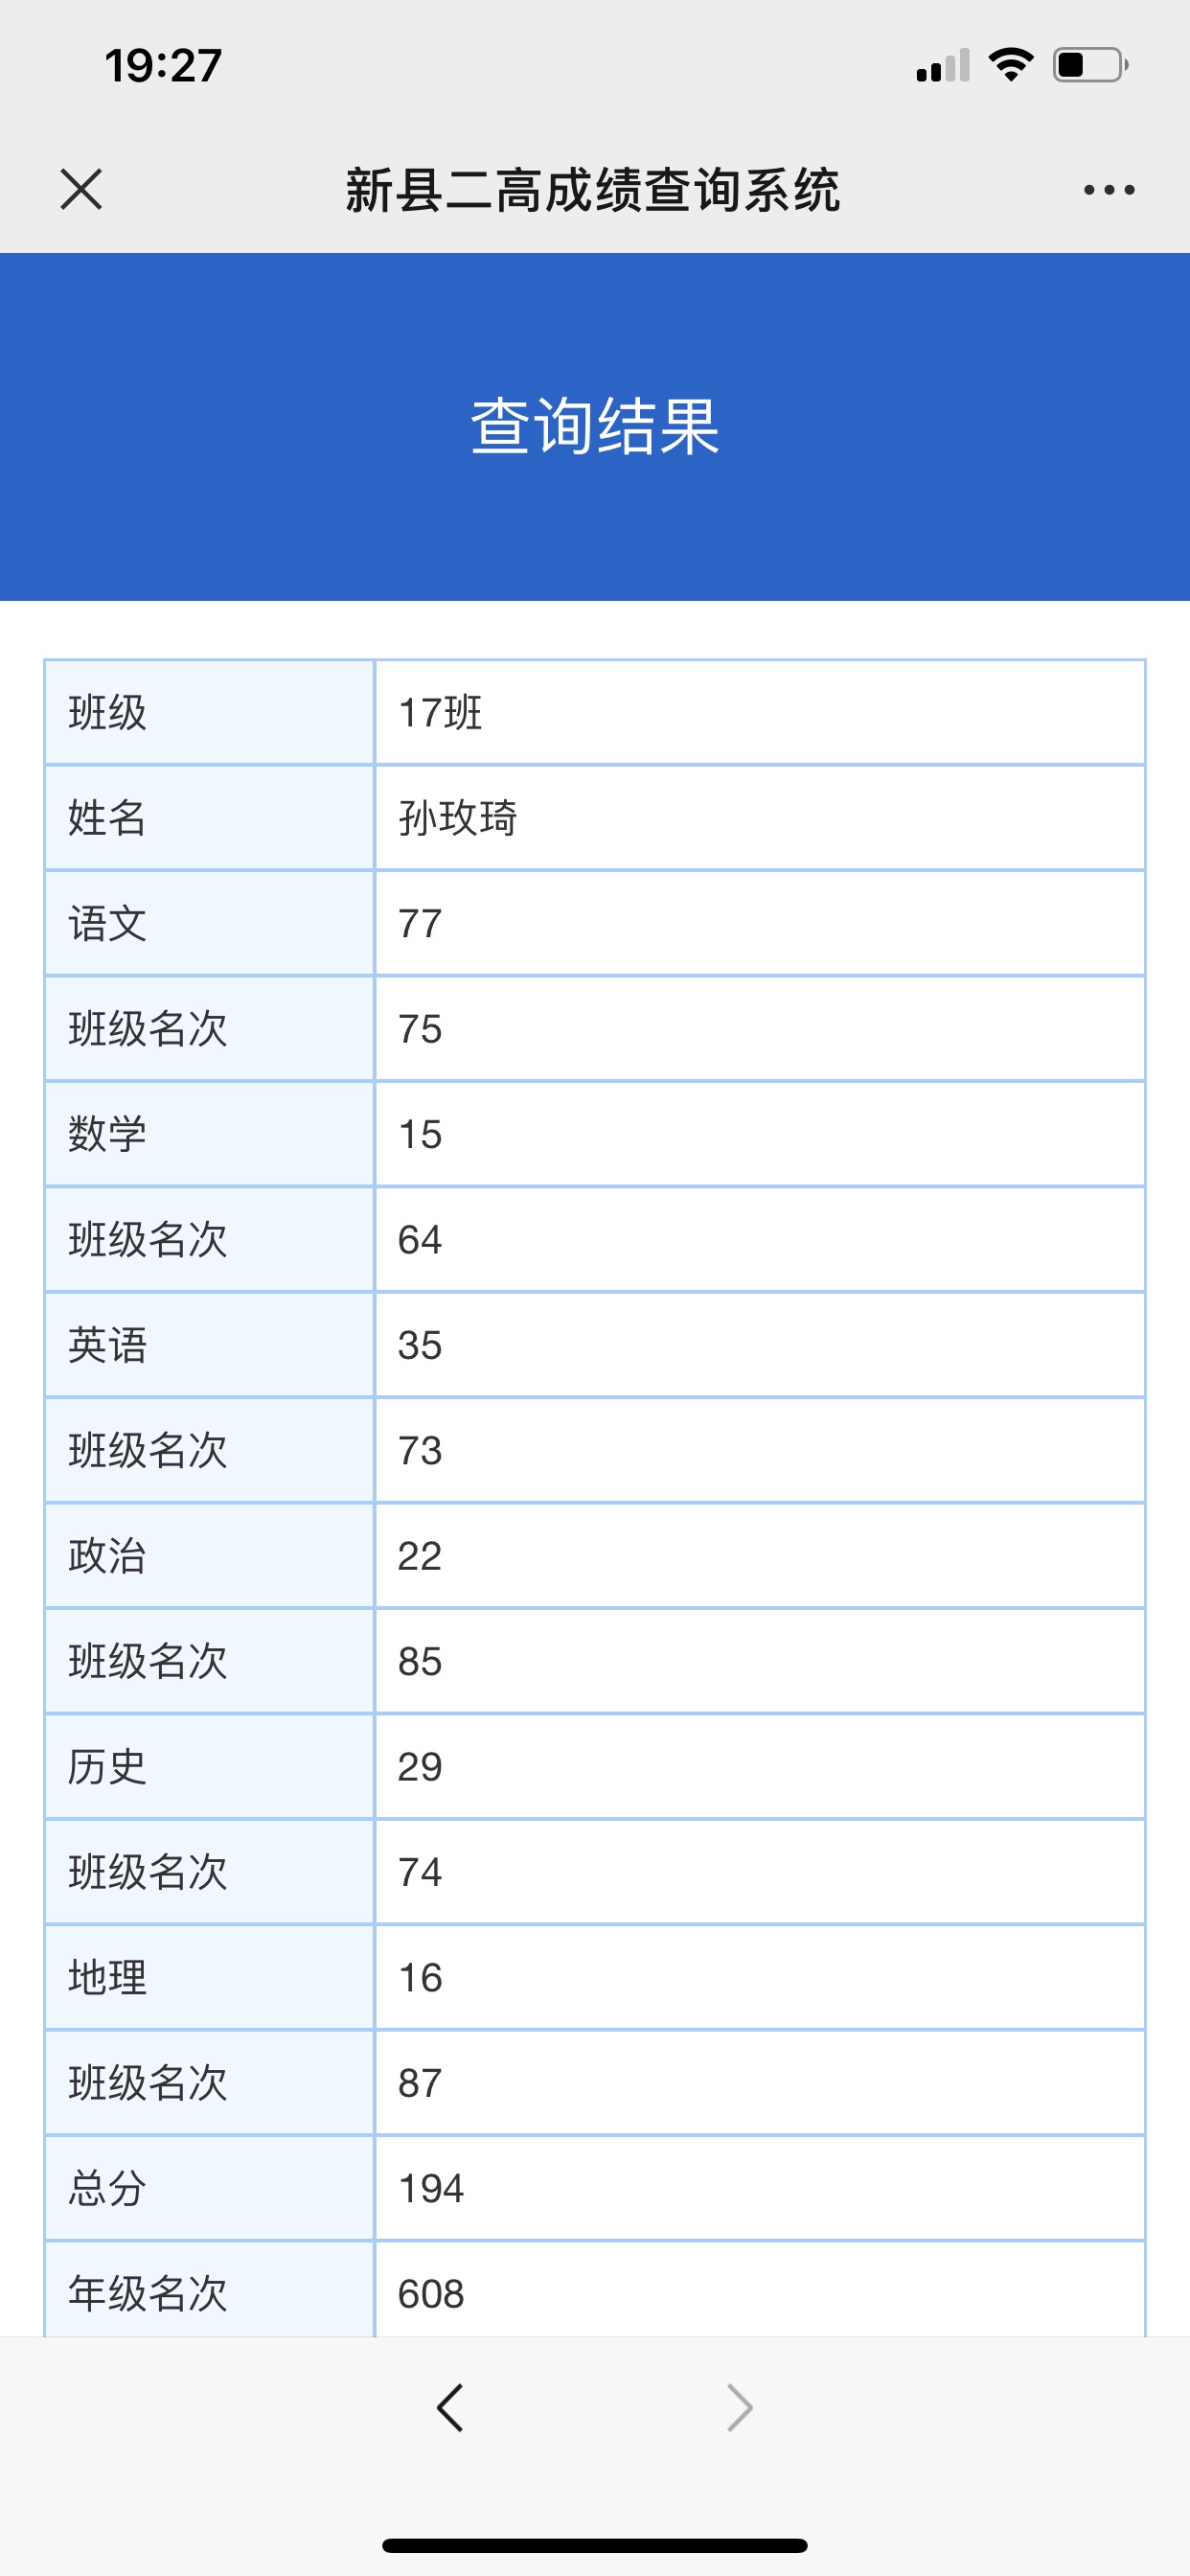 19:27
新县二高成绩查询系统
查询结果
班级 17班
姓名 孙玫琦
语文 77
班级名次 75
数学 15
班级名次 64
英语 35
班级名次 73
政治 22
班级名次 85
历史 29
班级名次 74
地理 16
班级名次 87
总分 194
年级名次 608